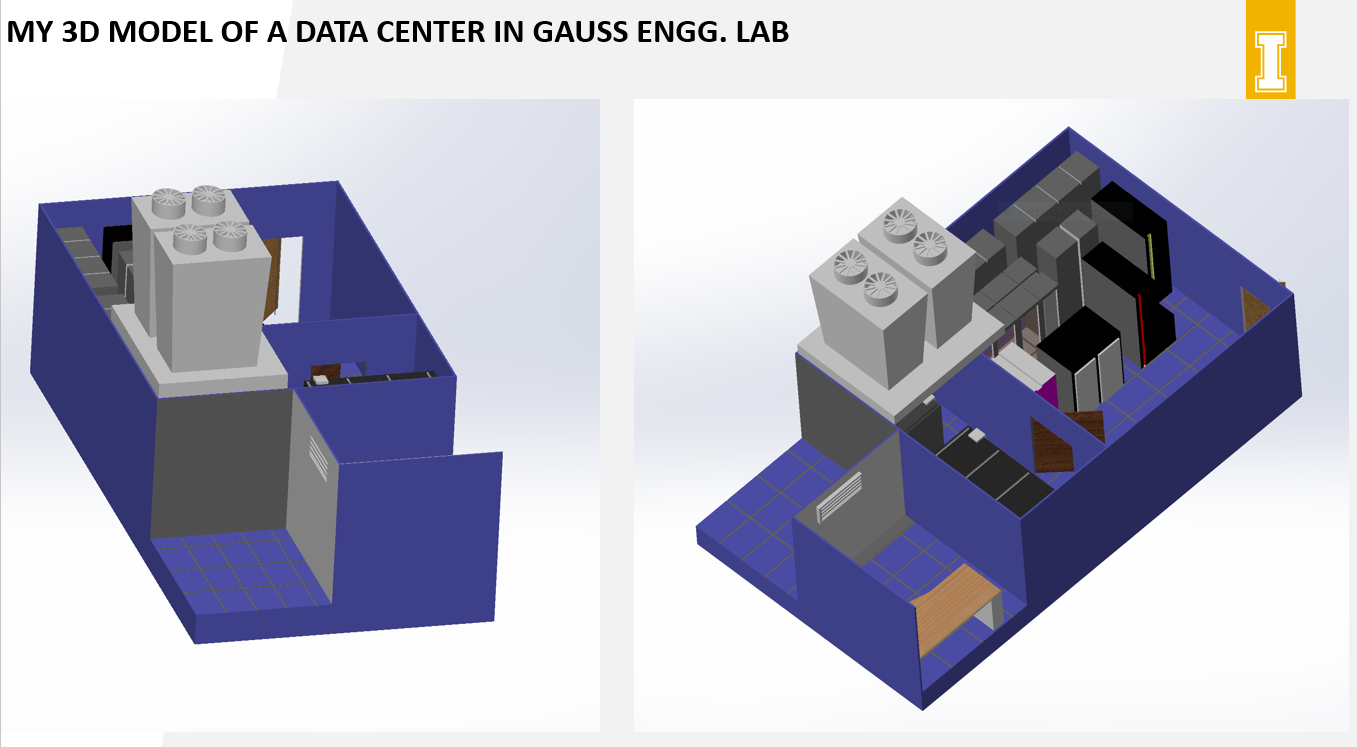 MY 3D MODEL OF A DATA CENTER IN GAUSS ENGG. LAB
I